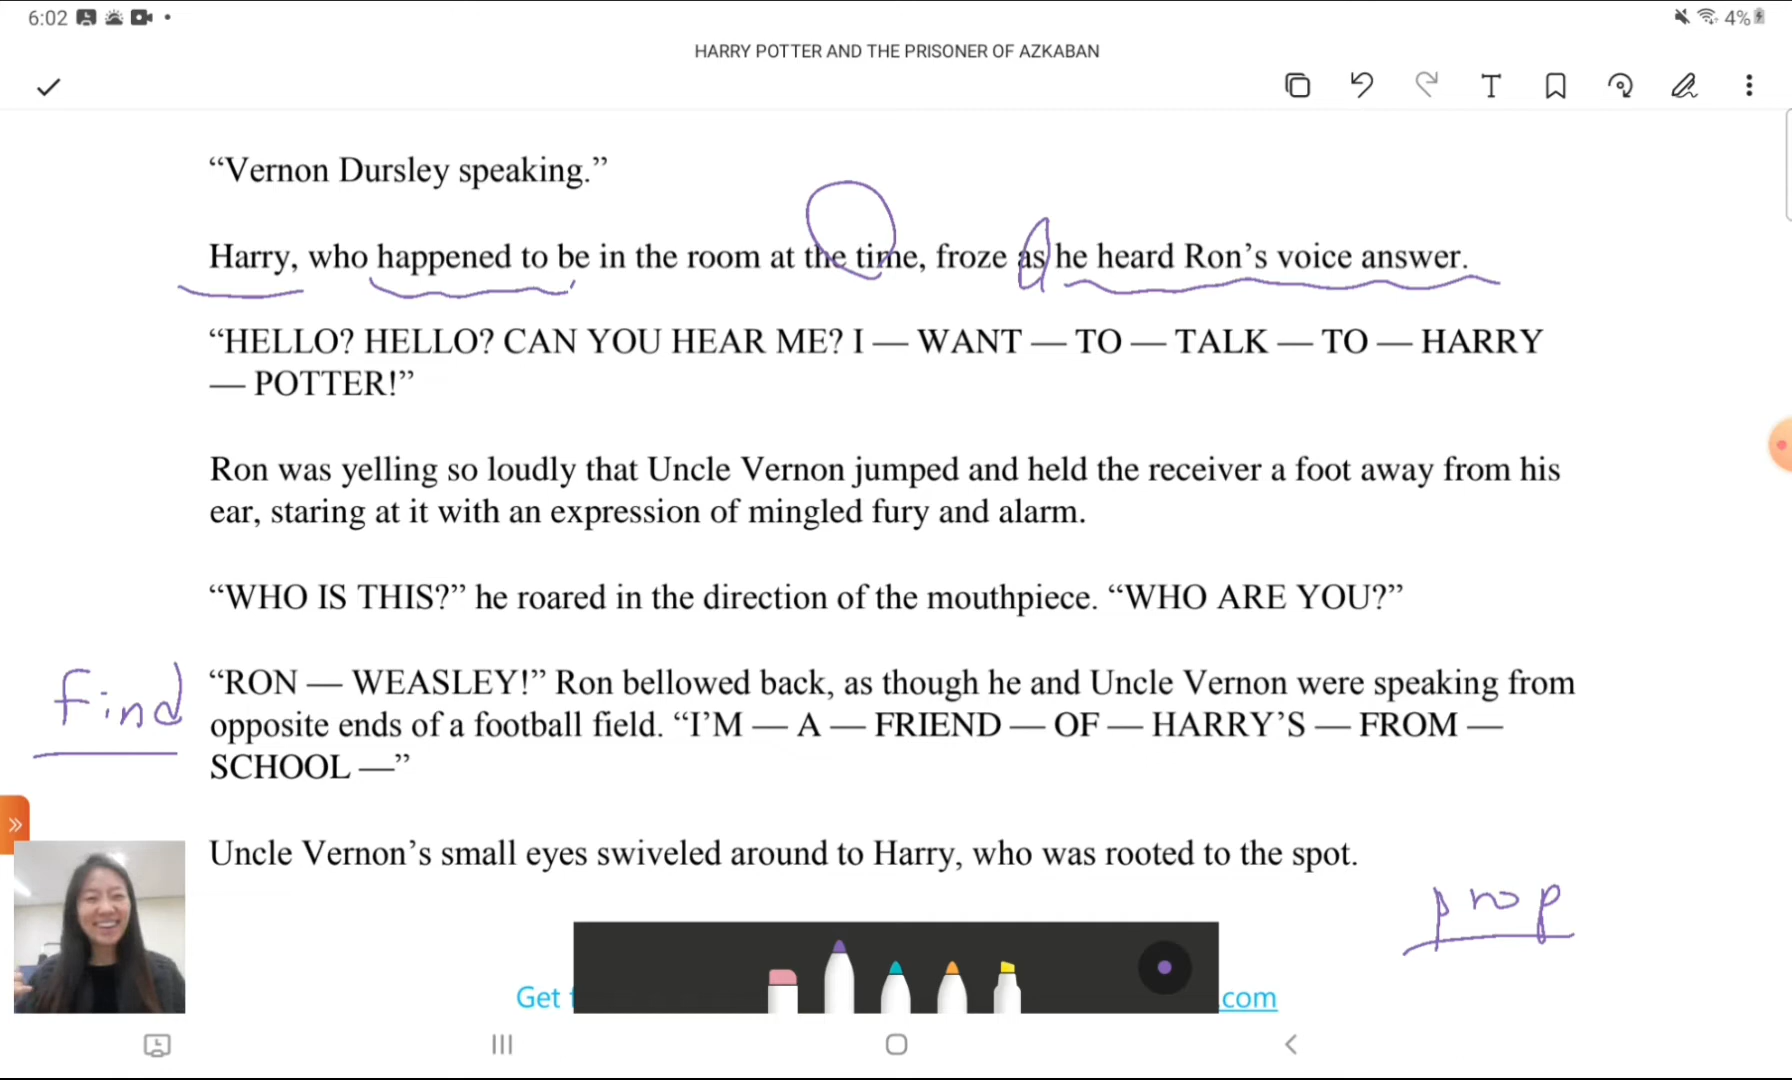 6:02
4%
HARRY POTTER AND THE PRISONER OF AZKABAN
T
“Vernon Dursley speaking.”
Harry, who happened to be in the room at the time, froze as he heard Ron’s voice answer.
“HELLO? HELLO? CAN YOU HEAR ME? I — WANT — TO — TALK — TO — HARRY
— POTTER!”
Ron was yelling so loudly that Uncle Vernon jumped and held the receiver a foot away from his
ear, staring at it with an expression of mingled fury and alarm.
“WHO IS THIS?” he roared in the direction of the mouthpiece. “WHO ARE YOU?”
find
“RON — WEASLEY!” Ron bellowed back, as though he and Uncle Vernon were speaking from
opposite ends of a football field. “I’M — A — FRIEND — OF — HARRY’S — FROM —
SCHOOL —”
Uncle Vernon’s small eyes swiveled around to Harry, who was rooted to the spot.
prop
Get
.com